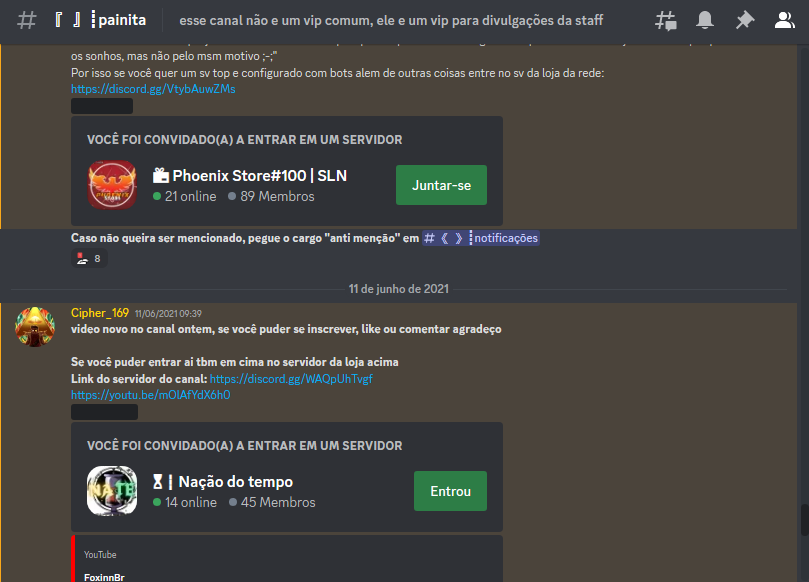 # 『 』┋painita
esse canal não e um vip comum, ele e um vip para divulgações da staff
os sonhos, mas não pelo msm motivo ;-;"
Por isso se você quer um sv top e configurado com bots alem de outras coisas entre no sv da loja da rede:
https://discord.gg/VtybAuwZMs
VOCÊ FOI CONVIDADO(A) A ENTRAR EM UM SERVIDOR
Phoenix Store#100 | SLN
21 online 89 Membros
Juntar-se
Caso não queira ser mencionado, pegue o cargo "anti menção" em # 《 》┋notificações
8
11 de junho de 2021
Cipher_169 11/06/2021 09:39
video novo no canal ontem, se você puder se inscrever, like ou comentar agradeço
Se você puder entrar ai tbm em cima no servidor da loja acima
Link do servidor do canal: https://discord.gg/WAQpUhTvgf
https://youtu.be/mOlAfYdX6h0
VOCÊ FOI CONVIDADO(A) A ENTRAR EM UM SERVIDOR
⌛┇Nação do tempo
14 online 45 Membros
Entrou
YouTube
FoxinnBr